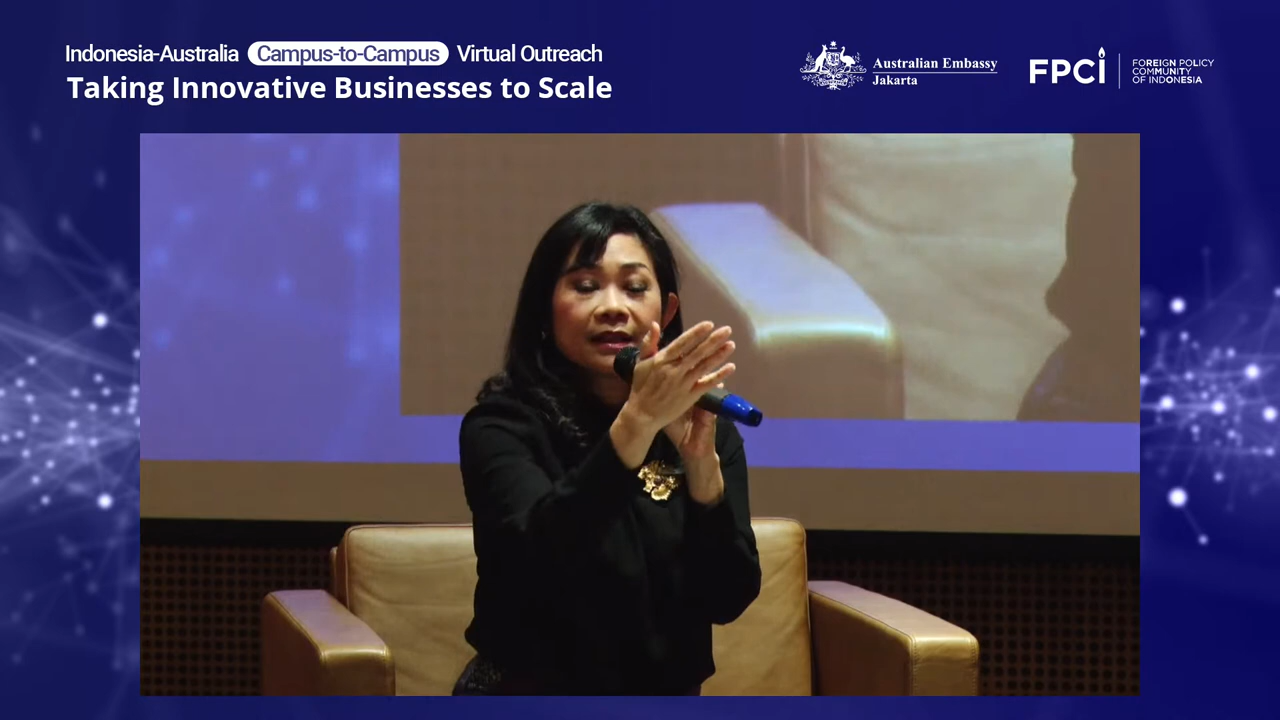 Indonesia-Australia Campus-to-Campus Virtual Outreach
Taking Innovative Businesses to Scale
Australian Embassy
Jakarta
FPCI
FOREIGN POLICY
COMMUNITY
OF INDONESIA